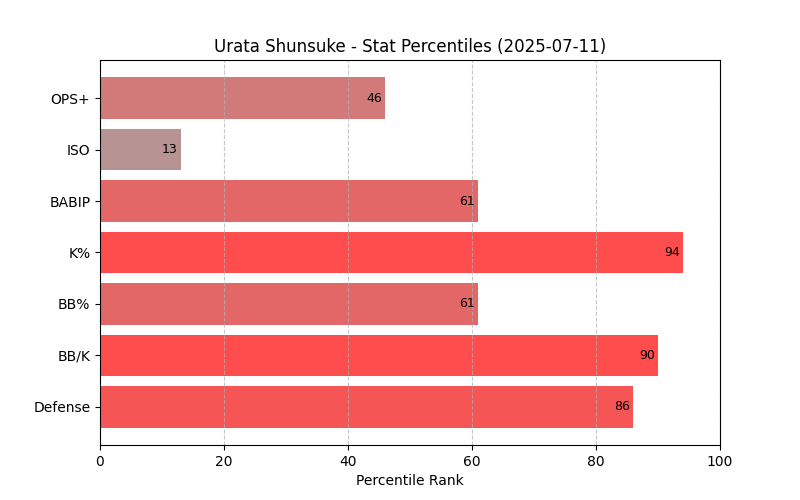 Urata Shunsuke - Stat Percentiles (2025-07-11)
OPS+ 46
ISO 13
BABIP 61
K% 94
BB% 61
BB/K 90
Defense 86
0 20 40 60 80 100
Percentile Rank